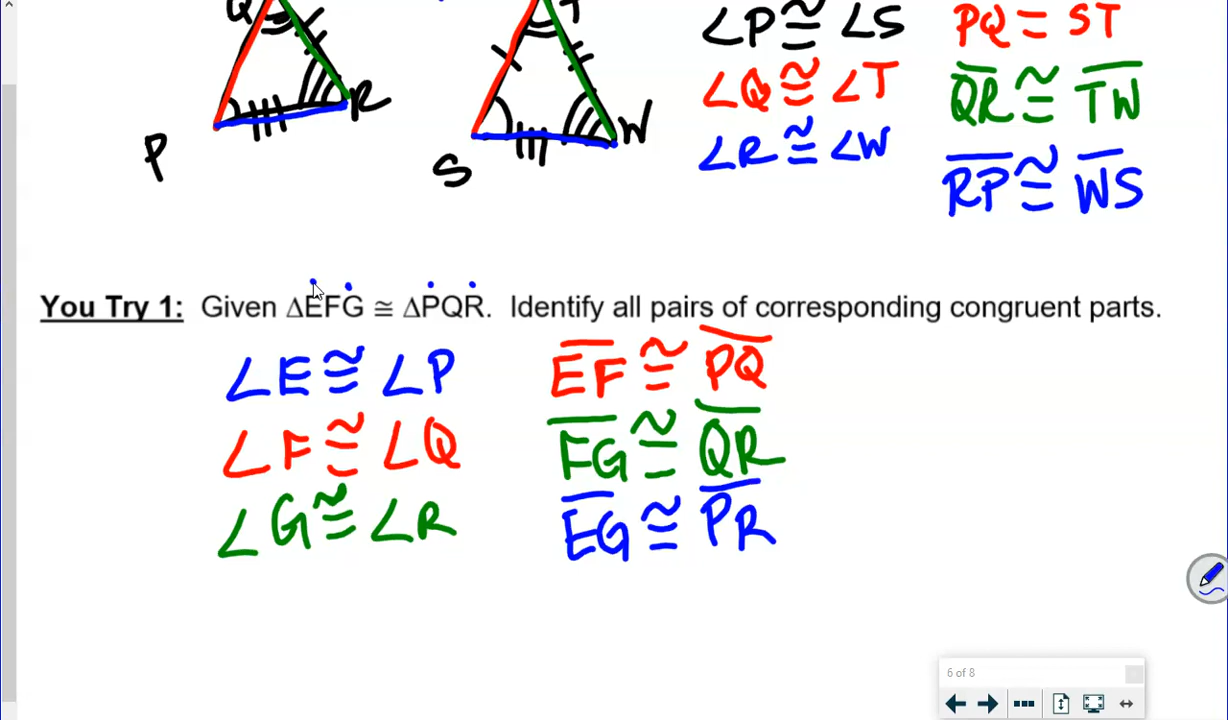 Q T ∠P ≅ ∠S PQ ≅ ST
∠Q ≅ ∠T QR ≅ TW
R W ∠R ≅ ∠W
P S RP ≅ WS
You Try 1: Given ΔEFG ≅ ΔPQR. Identify all pairs of corresponding congruent parts.
∠E ≅ ∠P EF ≅ PQ
∠F ≅ ∠Q FG ≅ QR
∠G ≅ ∠R EG ≅ PR
6 of 8